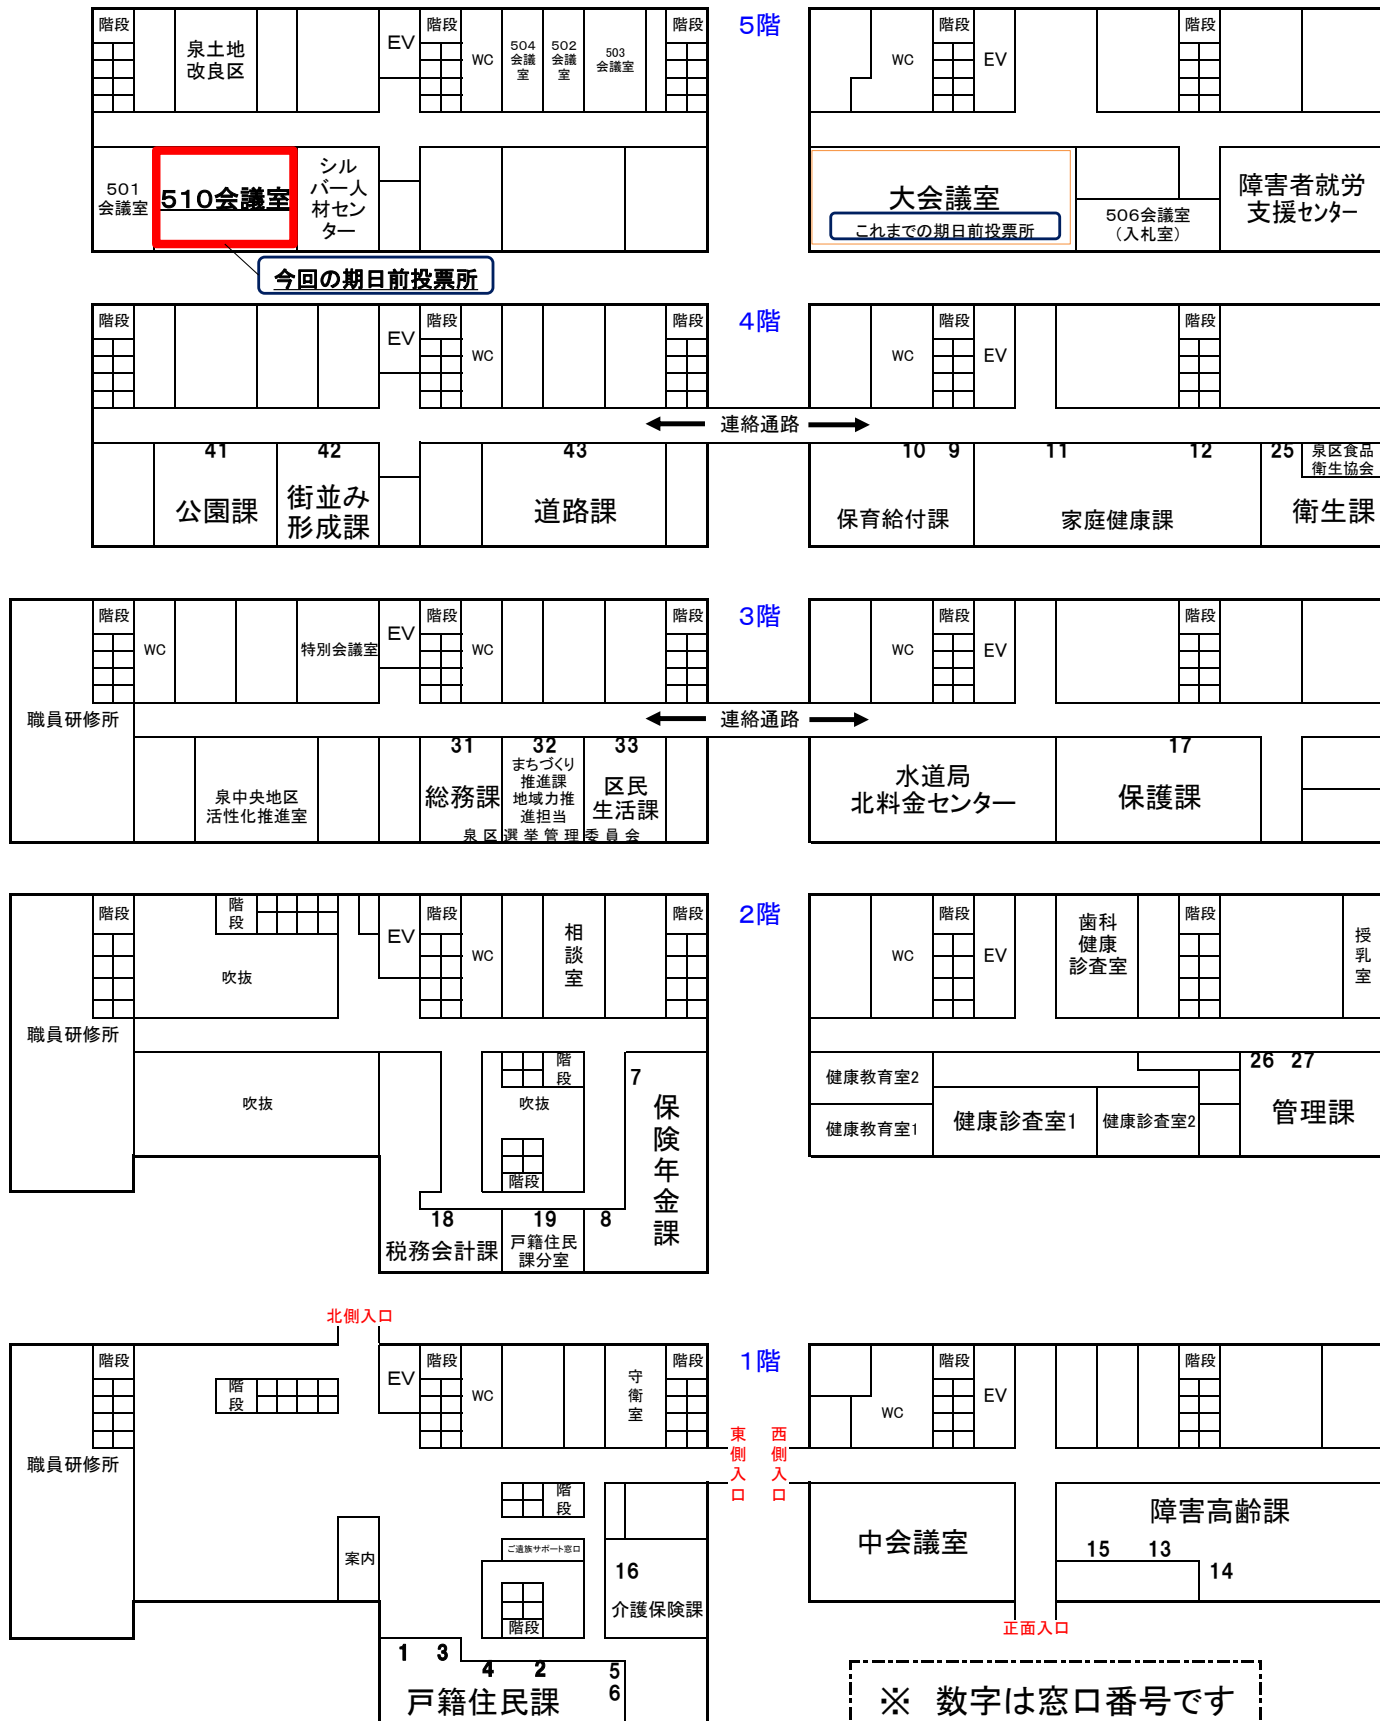 5階
階段
泉土地
改良区
EV
階段
WC
504
会議
室
502
会議
室
503
会議室
階段
WC
階段
EV
階段
501
会議室
510会議室
シル
バー人
材セン
ター
今回の期日前投票所
大会議室
これまでの期日前投票所
506会議室
（入札室）
障害者就労
支援センター
4階
階段
EV
階段
WC
階段
WC
階段
EV
階段
連絡通路
41
公園課
42
街並み
形成課
43
道路課
10 9
保育給付課
11 12
家庭健康課
25
泉区食品
衛生協会
衛生課
3階
職員研修所
階段
WC
特別会議室
EV
階段
WC
階段
WC
階段
EV
階段
連絡通路
泉中央地区
活性化推進室
31
総務課
32
まちづくり
推進課
地域力推
進担当
33
区民
生活課
泉区選挙管理委員会
水道局
北料金センター
17
保護課
2階
職員研修所
階段
階
段
吹抜
EV
階段
WC
相
談
室
階段
WC
階段
EV
歯科
健康
診査室
階段
授
乳
室
吹抜
階
段
吹抜
階段
7
保
険
年
金
課
18
税務会計課
19
戸籍住民
課分室
8
健康教育室2
健康教育室1
健康診査室1
健康診査室2
26 27
管理課
1階
北側入口
職員研修所
階段
階
段
EV
階段
WC
守
衛
室
階段
東
側
入
口
西
側
入
口
WC
階段
EV
階段
案内
階
段
ご遺族サポート窓口
階段
16
介護保険課
1 3
4 2
5
6
戸籍住民課
中会議室
障害高齢課
15 13
14
正面入口
※ 数字は窓口番号です